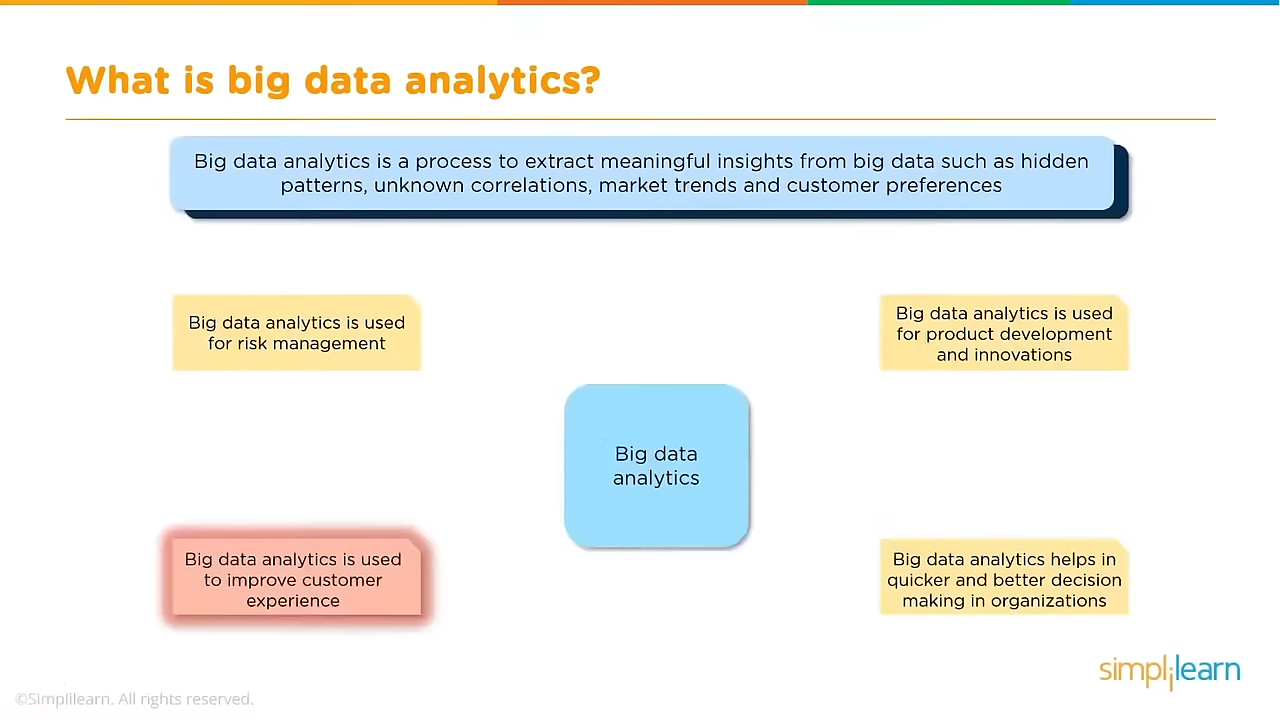 What is big data analytics?
Big data analytics is a process to extract meaningful insights from big data such as hidden
patterns, unknown correlations, market trends and customer preferences
Big data analytics is used
for risk management
Big data analytics is used
for product development
and innovations
Big data
analytics
Big data analytics is used
to improve customer
experience
Big data analytics helps in
quicker and better decision
making in organizations
simplilearn
©Simplilearn. All rights reserved.